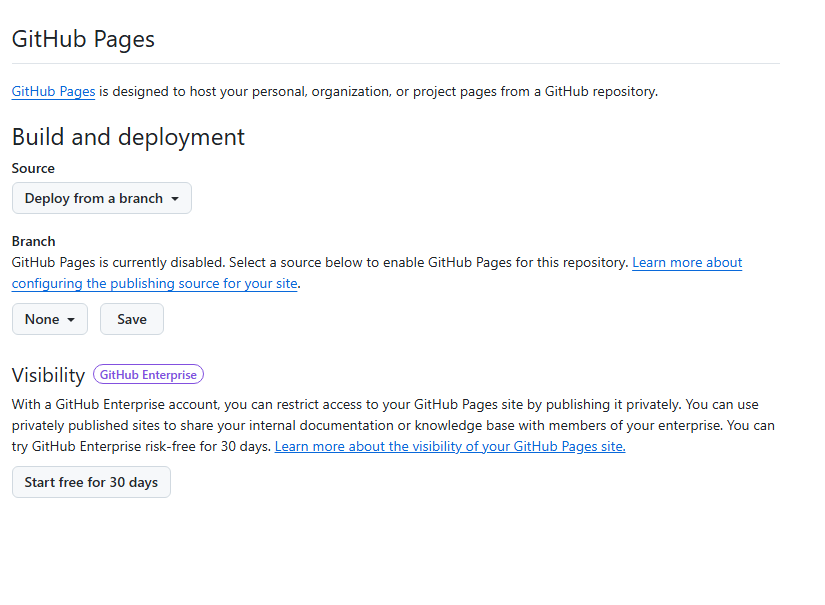 GitHub Pages
GitHub Pages is designed to host your personal, organization, or project pages from a GitHub repository.
Build and deployment
Source
Deploy from a branch
Branch
GitHub Pages is currently disabled. Select a source below to enable GitHub Pages for this repository. Learn more about
configuring the publishing source for your site.
None Save
Visibility GitHub Enterprise
With a GitHub Enterprise account, you can restrict access to your GitHub Pages site by publishing it privately. You can use
privately published sites to share your internal documentation or knowledge base with members of your enterprise. You can
try GitHub Enterprise risk-free for 30 days. Learn more about the visibility of your GitHub Pages site.
Start free for 30 days